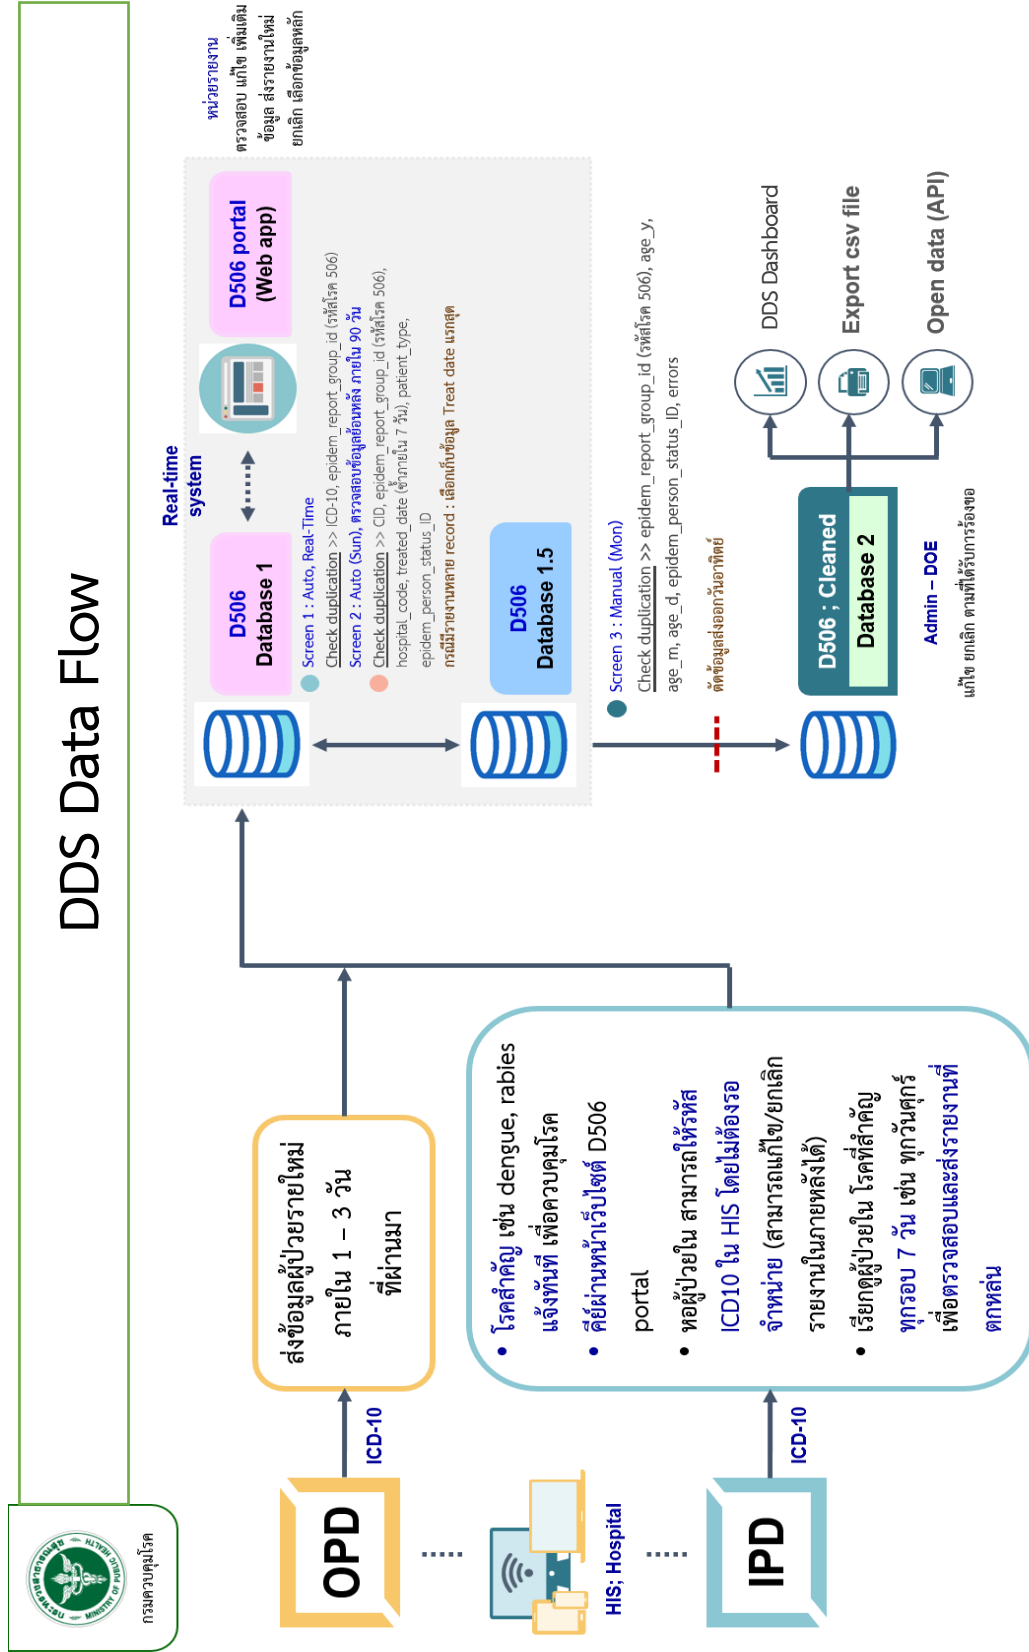 กระทรวงสาธารณสุข
MINISTRY OF PUBLIC HEALTH
กรมควบคุมโรค
DDS Data Flow
OPD
ICD-10
ส่งข้อมูลผู้ป่วยรายใหม่
ภายใน 1 – 3 วัน
ที่ผ่านมา
HIS; Hospital
IPD
ICD-10
• โรคสำคัญ เช่น dengue, rabies
แจ้งทันที เพื่อควบคุมโรค
• คีย์ผ่านหน้าเว็บไซต์ D506
portal
• หอผู้ป่วยใน สามารถให้รหัส
ICD10 ใน HIS โดยไม่ต้องรอ
จำหน่าย (สามารถแก้ไข/ยกเลิก
รายงานในภายหลังได้)
• เรียกดูผู้ป่วยใน โรคที่สำคัญ
ทุกรอบ 7 วัน เช่น ทุกวันศุกร์
เพื่อตรวจสอบและส่งรายงานที่
ตกหล่น
Real-time
system
D506
Database 1
D506 portal
(Web app)
หน่วยรายงาน
ตรวจสอบ แก้ไข เพิ่มเติม
ข้อมูล ส่งรายงานใหม่
ยกเลิก เลือกข้อมูลหลัก
Screen 1 : Auto, Real-Time
Check duplication >> ICD-10, epidem_report_group_id (รหัสโรค 506)
Screen 2 : Auto (Sun), ตรวจสอบข้อมูลย้อนหลัง ภายใน 90 วัน
Check duplication >> CID, epidem_report_group_id (รหัสโรค 506),
hospital_code, treated_date (ซ้ำภายใน 7 วัน), patient_type,
epidem_person_status_ID
กรณีมีรายงานหลาย record : เลือกเก็บข้อมูล Treat date แรกสุด
D506
Database 1.5
Screen 3 : Manual (Mon)
Check duplication >> epidem_report_group_id (รหัสโรค 506), age_y,
age_m, age_d, epidem_person_status_ID, errors
ตัดข้อมูลส่งออกวันอาทิตย์
D506 ; Cleaned
Database 2
Admin – DOE
แก้ไข ยกเลิก ตามที่ได้รับการร้องขอ
DDS Dashboard
Export csv file
Open data (API)